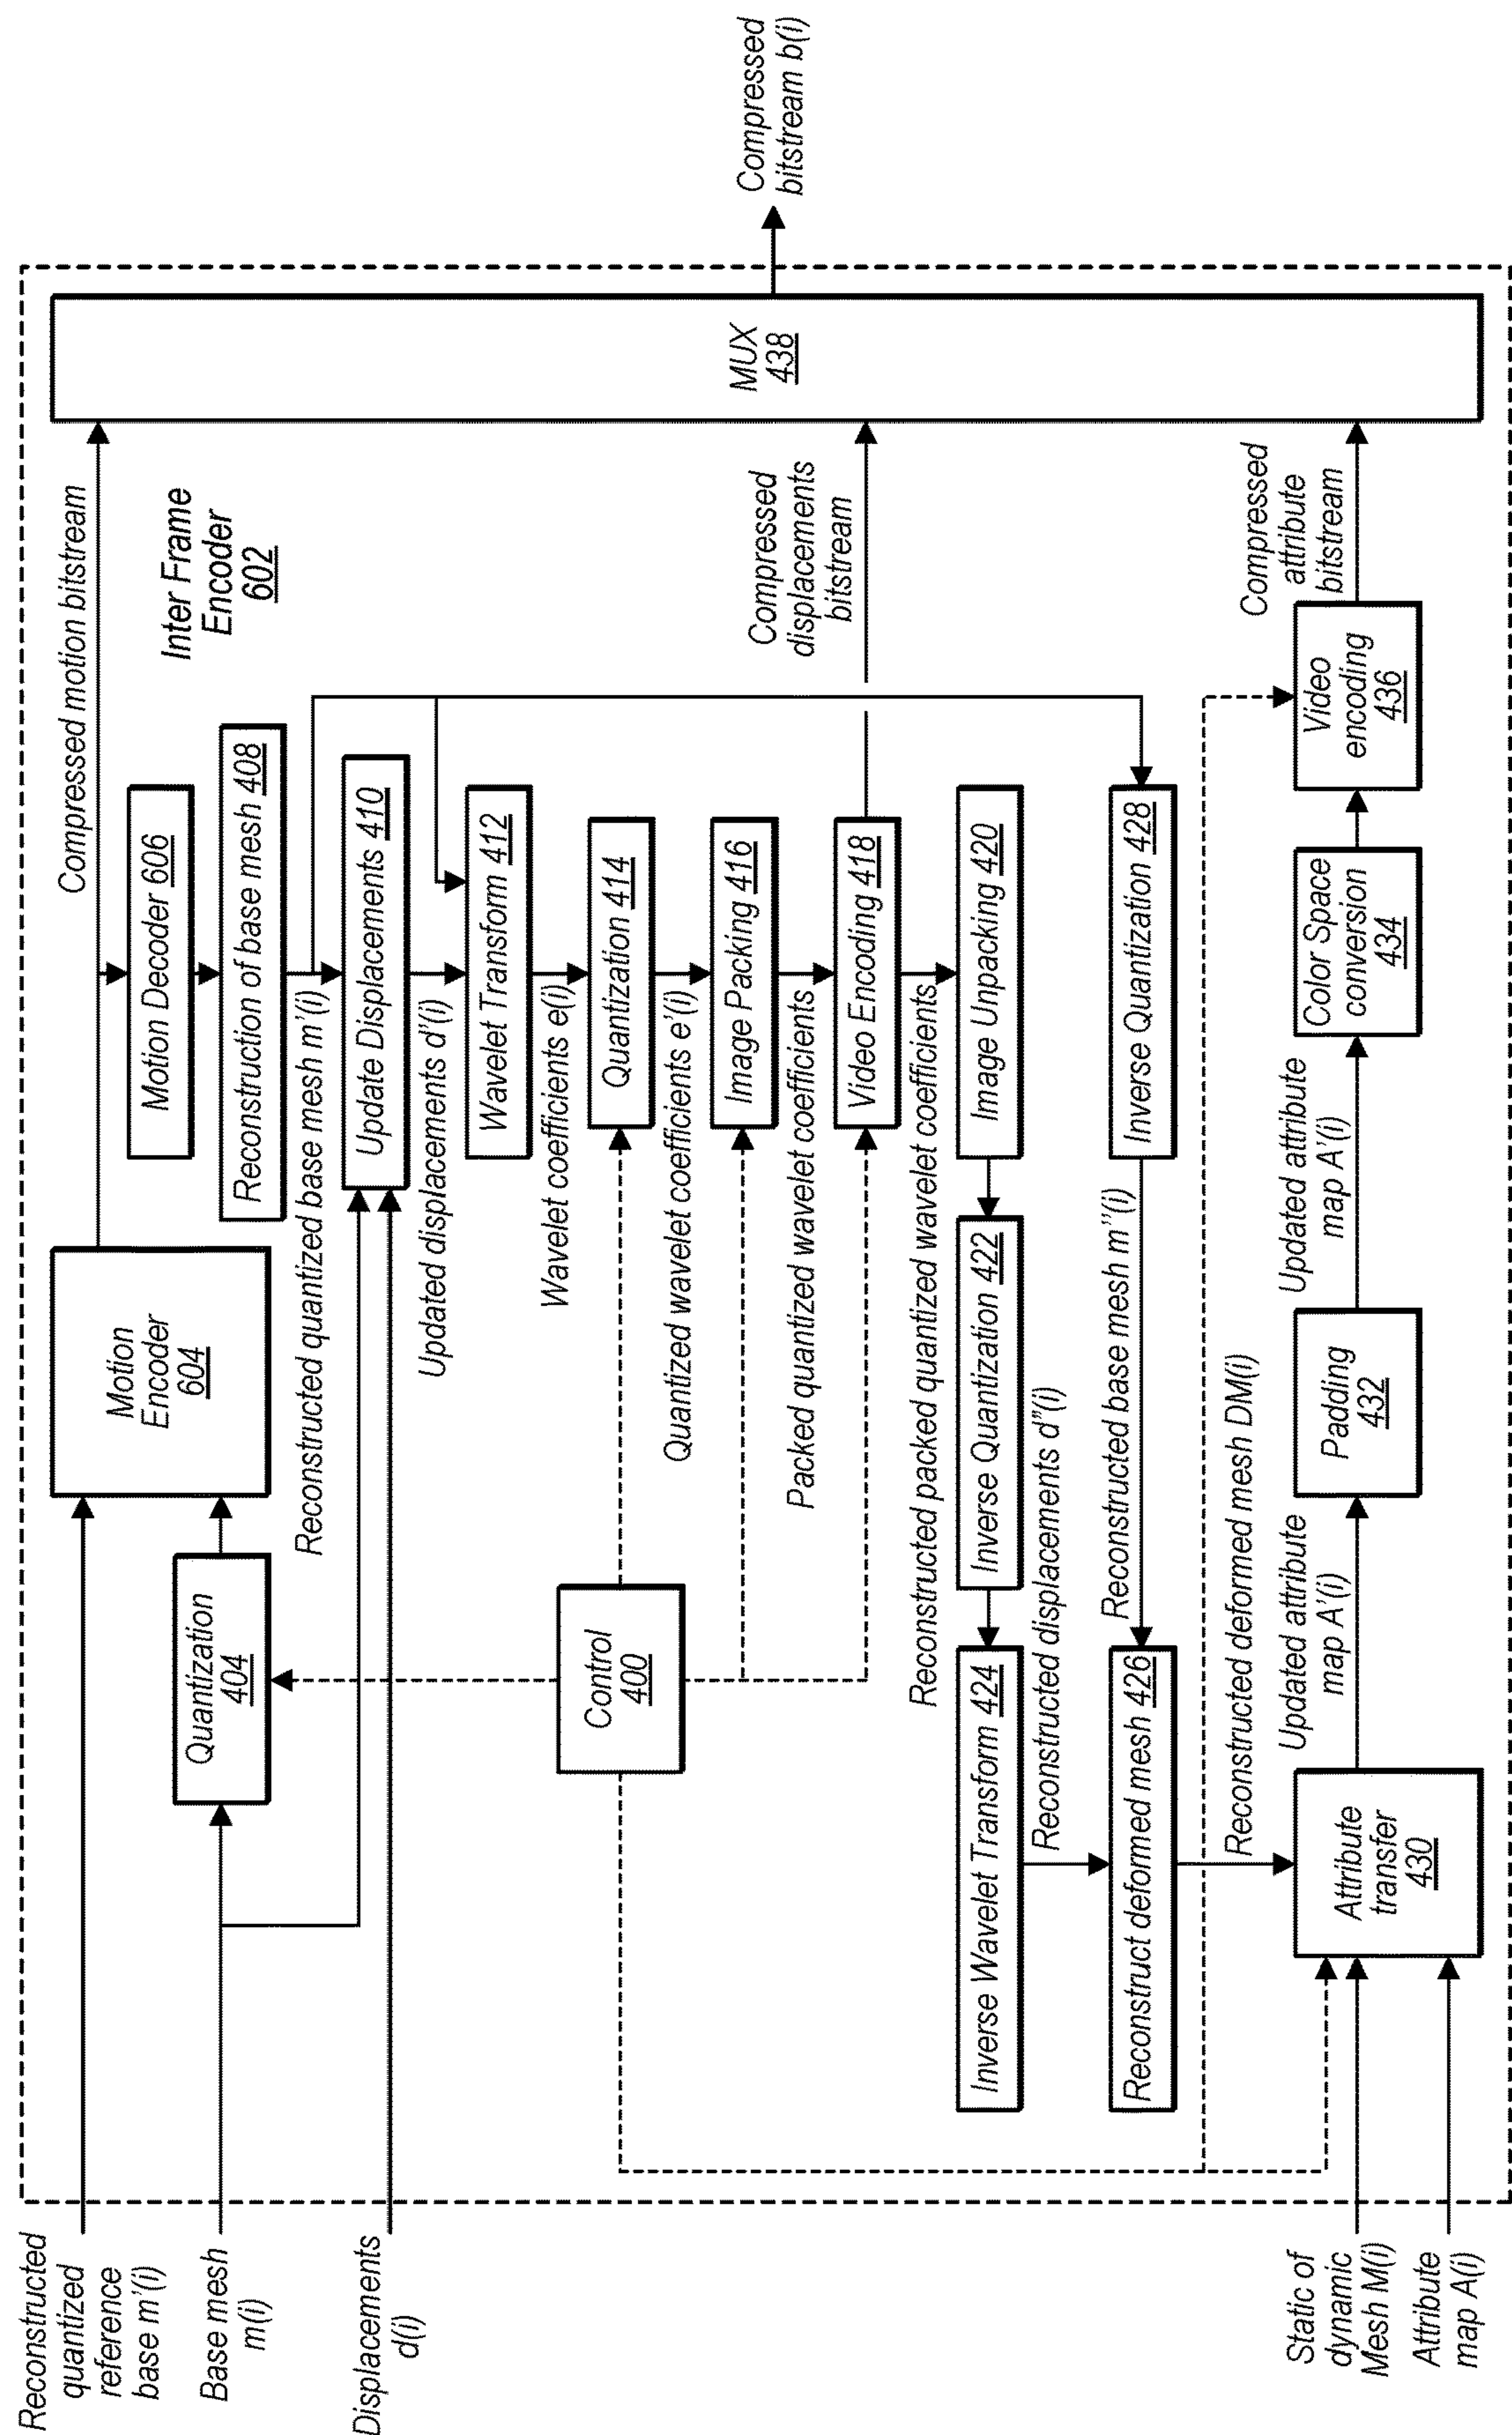 Reconstructed
quantized
reference
base m'(i)
Base mesh
m(i)
Displacements
d(i)
Static of
dynamic
Mesh M(i)
Attribute
map A(i)
Quantization
404
Motion
Encoder
604
Compressed motion bitstream
Inter Frame
Encoder
602
Motion Decoder 606
Reconstruction of base mesh 408
Reconstructed quantized base mesh m'(i)
Update Displacements 410
Updated displacements d'(i)
Wavelet Transform 412
Wavelet coefficients e(i)
Control
400
Quantization 414
Quantized wavelet coefficients e'(i)
Image Packing 416
Packed quantized wavelet coefficients
Video Encoding 418
Compressed
displacements
bitstream
Reconstructed packed quantized wavelet coefficients
Image Unpacking 420
Inverse Quantization 422
Inverse Wavelet Transform 424
Reconstructed displacements d"(i)
Inverse Quantization 428
Reconstructed base mesh m"(i)
Reconstruct deformed mesh 426
Reconstructed deformed mesh DM(i)
Attribute
transfer
430
Updated attribute
map A'(i)
Padding
432
Updated attribute
map A'(i)
Color Space
conversion
434
Video
encoding
436
Compressed
attribute
bitstream
MUX
438
Compressed
bitstream b(i)